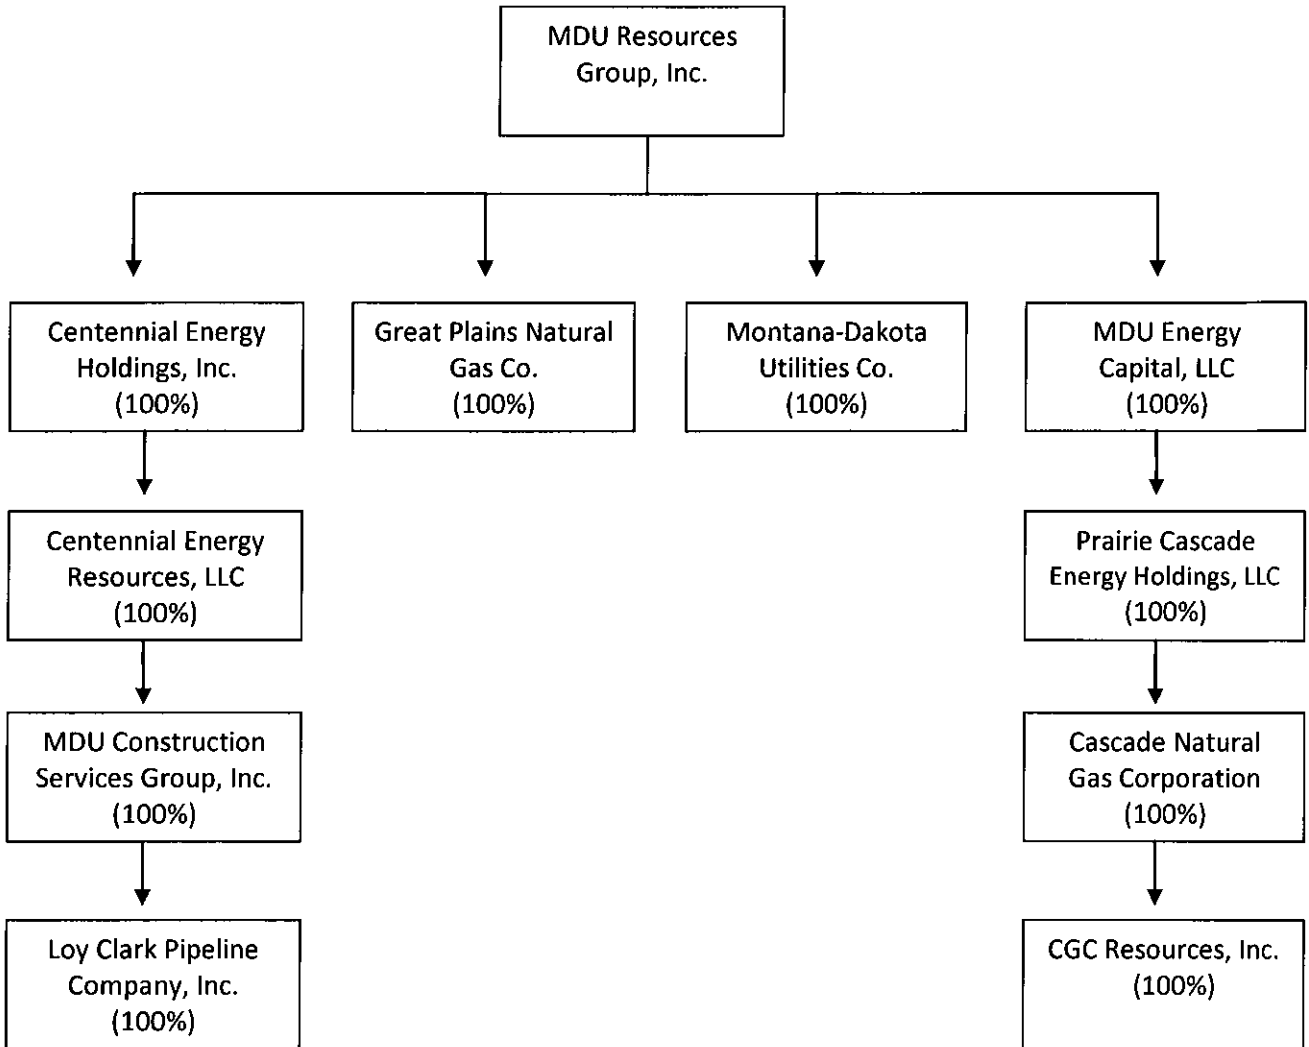 MDU Resources
Group, Inc.
Centennial Energy
Holdings, Inc.
(100%)
Great Plains Natural
Gas Co.
(100%)
Montana-Dakota
Utilities Co.
(100%)
MDU Energy
Capital, LLC
(100%)
Centennial Energy
Resources, LLC
(100%)
Prairie Cascade
Energy Holdings, LLC
(100%)
MDU Construction
Services Group, Inc.
(100%)
Cascade Natural
Gas Corporation
(100%)
Loy Clark Pipeline
Company, Inc.
(100%)
CGC Resources, Inc.
(100%)